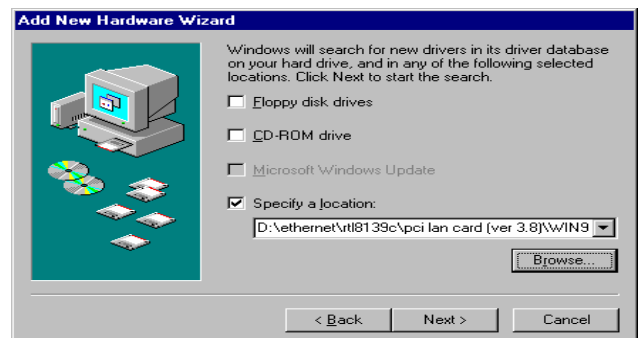 Add New Hardware Wizard
Windows will search for new drivers in its driver database
on your hard drive, and in any of the following selected
locations. Click Next to start the search.
Floppy disk drives
CD-ROM drive
Microsoft Windows Update
Specify a location:
D:\ethernet\rtl8139c\pci lan card (ver 3.8)\WIN9
Browse...
< Back
Next >
Cancel